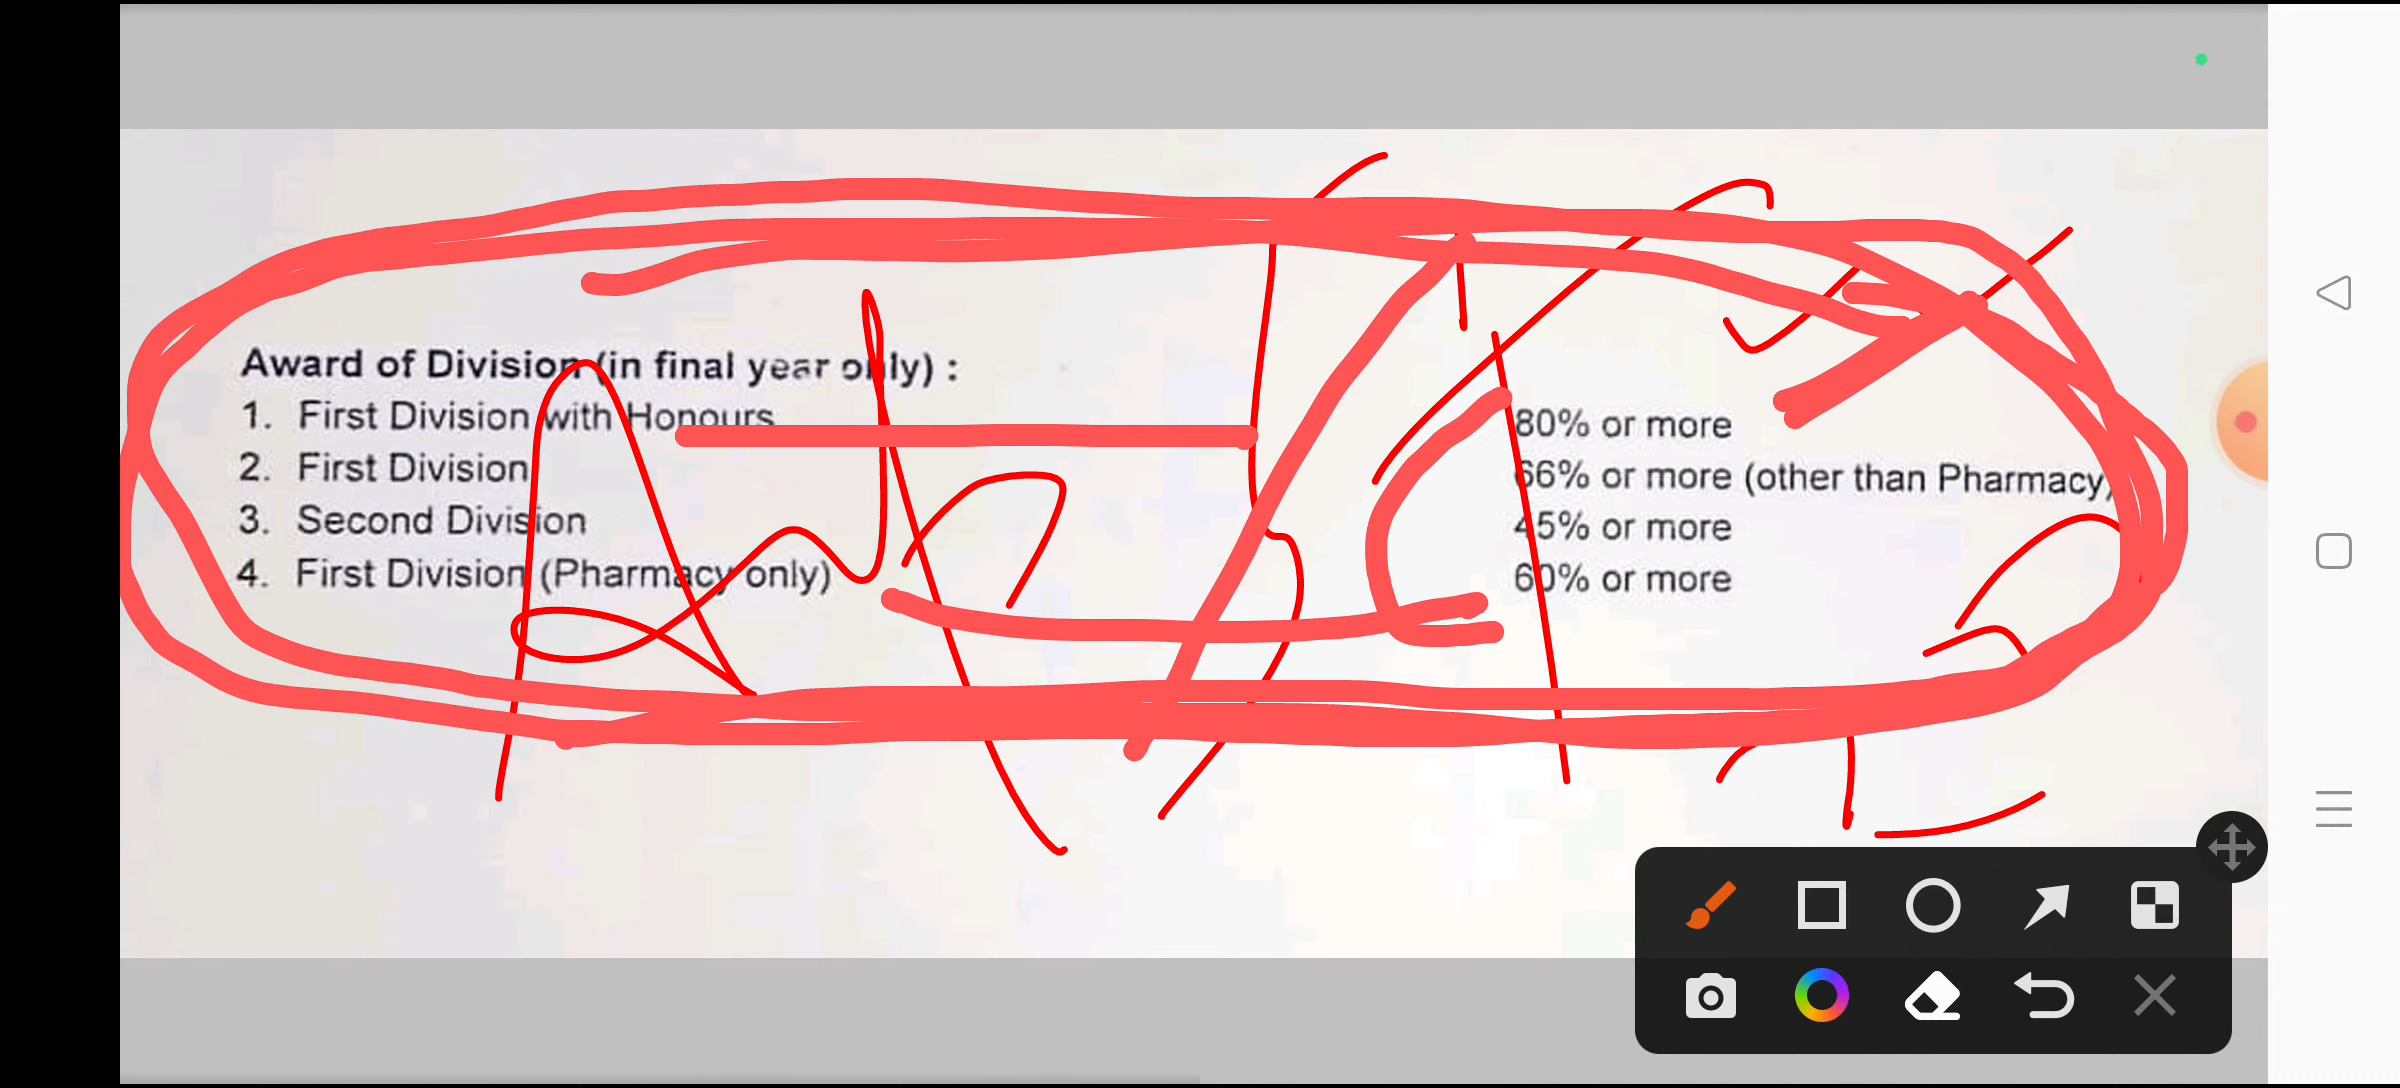 Award of Division (in final year only) :
1. First Division with Honours 80% or more
2. First Division 66% or more (other than Pharmacy)
3. Second Division 45% or more
4. First Division (Pharmacy only) 60% or more